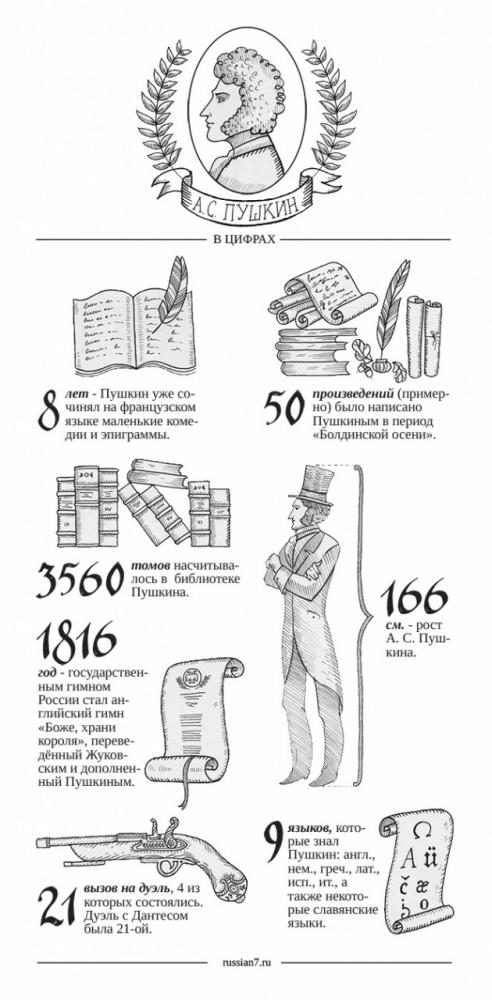 А.С. ПУШКИН
В ЦИФРАХ
8 лет - Пушкин уже со-
чинял на французском
языке маленькие коме-
дии и эпиграммы.
50 произведений (пример-
но) было написано
Пушкиным в период
«Болдинской осени».
3560 томов насчитыва-
лось в библиотеке
Пушкина.
166
см. - рост
А. С. Пуш-
кина.
1816
год - государствен-
ным гимном
России стал ан-
глийский гимн
«Боже, храни
короля», переве-
дённый Жуков-
ским и дополнен-
ный Пушкиным.
21 вызов на дуэль, 4 из
которых состоялись.
Дуэль с Дантесом
была 21-ой.
9 языков, кото-
рые знал
Пушкин: англ.,
нем., греч., лат.,
исп., ит., а
также некото-
рые славянские
языки.
Ω
A ü
č æ
russian7.ru